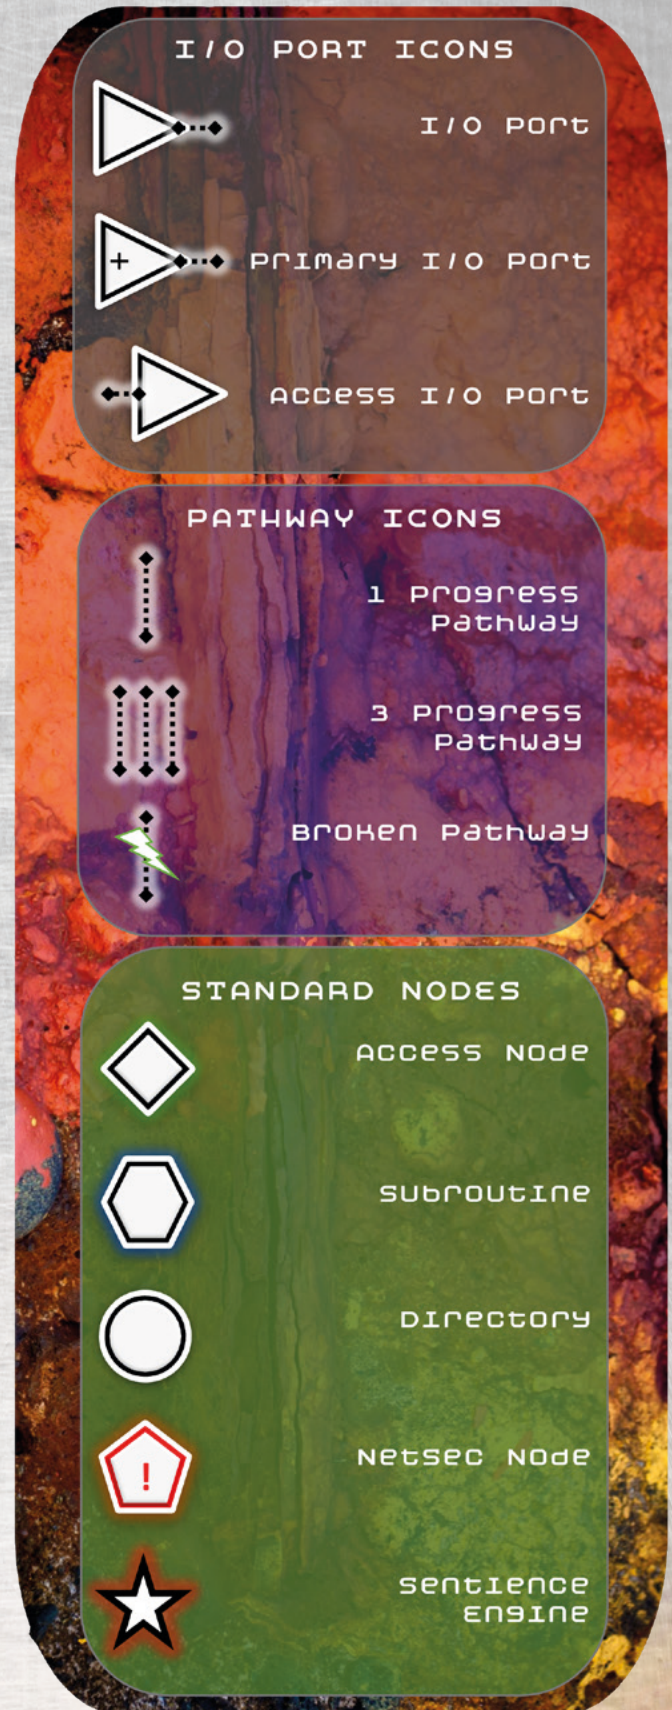 I/O PORT ICONS
I/O Port
+
Primary I/O Port
Access I/O Port
PATHWAY ICONS
1 Progress
Pathway
3 Progress
Pathway
Broken Pathway
STANDARD NODES
Access Node
Subroutine
Directory
!
Netsec Node
Sentience
Engine